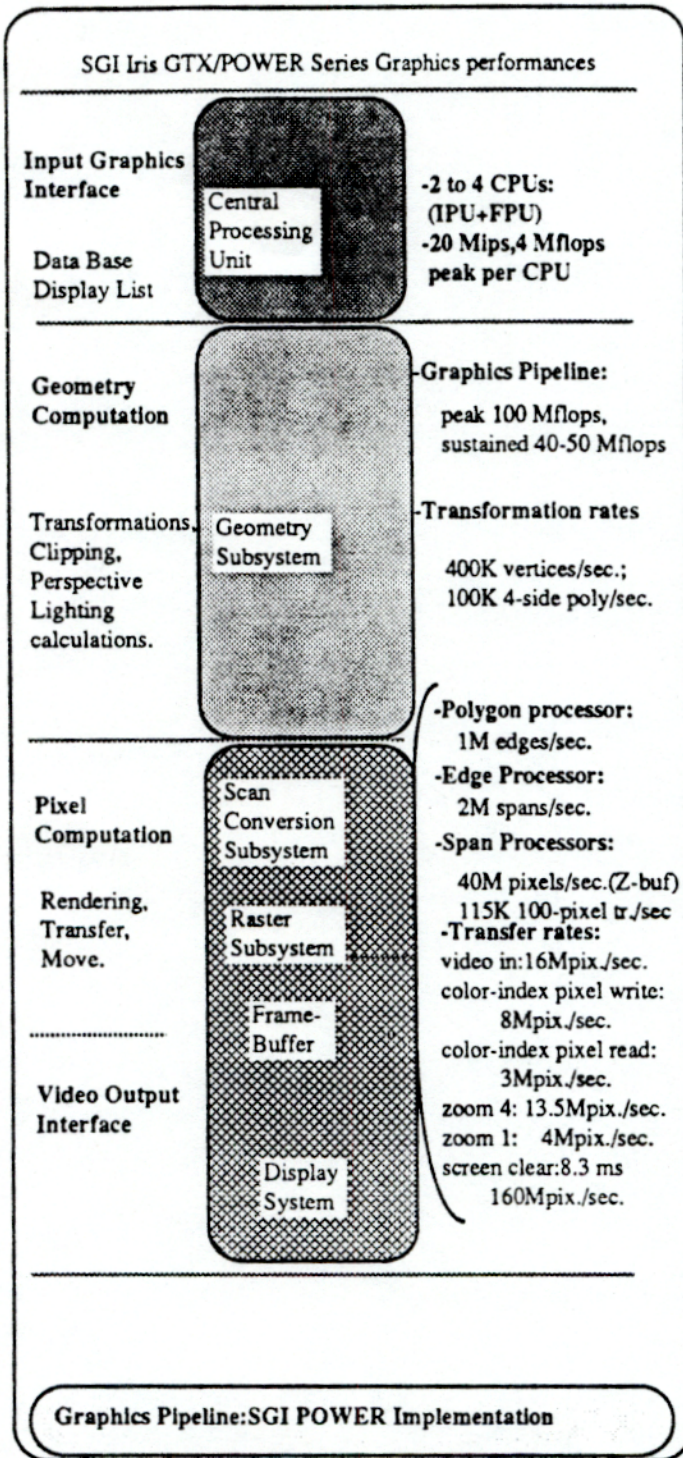 SGI Iris GTX/POWER Series Graphics performances
Input Graphics
Interface
Data Base
Display List
Central
Processing
Unit
-2 to 4 CPUs:
(IPU+FPU)
-20 Mips,4 Mflops
peak per CPU
Geometry
Computation
Transformations,
Clipping,
Perspective
Lighting
calculations.
Geometry
Subsystem
-Graphics Pipeline:
peak 100 Mflops,
sustained 40-50 Mflops
-Transformation rates
400K vertices/sec.;
100K 4-side poly/sec.
Pixel
Computation
Rendering,
Transfer,
Move.
Video Output
Interface
Scan
Conversion
Subsystem
Raster
Subsystem
Frame-
Buffer
Display
System
-Polygon processor:
1M edges/sec.
-Edge Processor:
2M spans/sec.
-Span Processors:
40M pixels/sec.(Z-buf)
115K 100-pixel tr./sec
-Transfer rates:
video in:16Mpix./sec.
color-index pixel write:
8Mpix./sec.
color-index pixel read:
3Mpix./sec.
zoom 4: 13.5Mpix./sec.
zoom 1: 4Mpix./sec.
screen clear:8.3 ms
160Mpix./sec.
Graphics Pipeline:SGI POWER Implementation